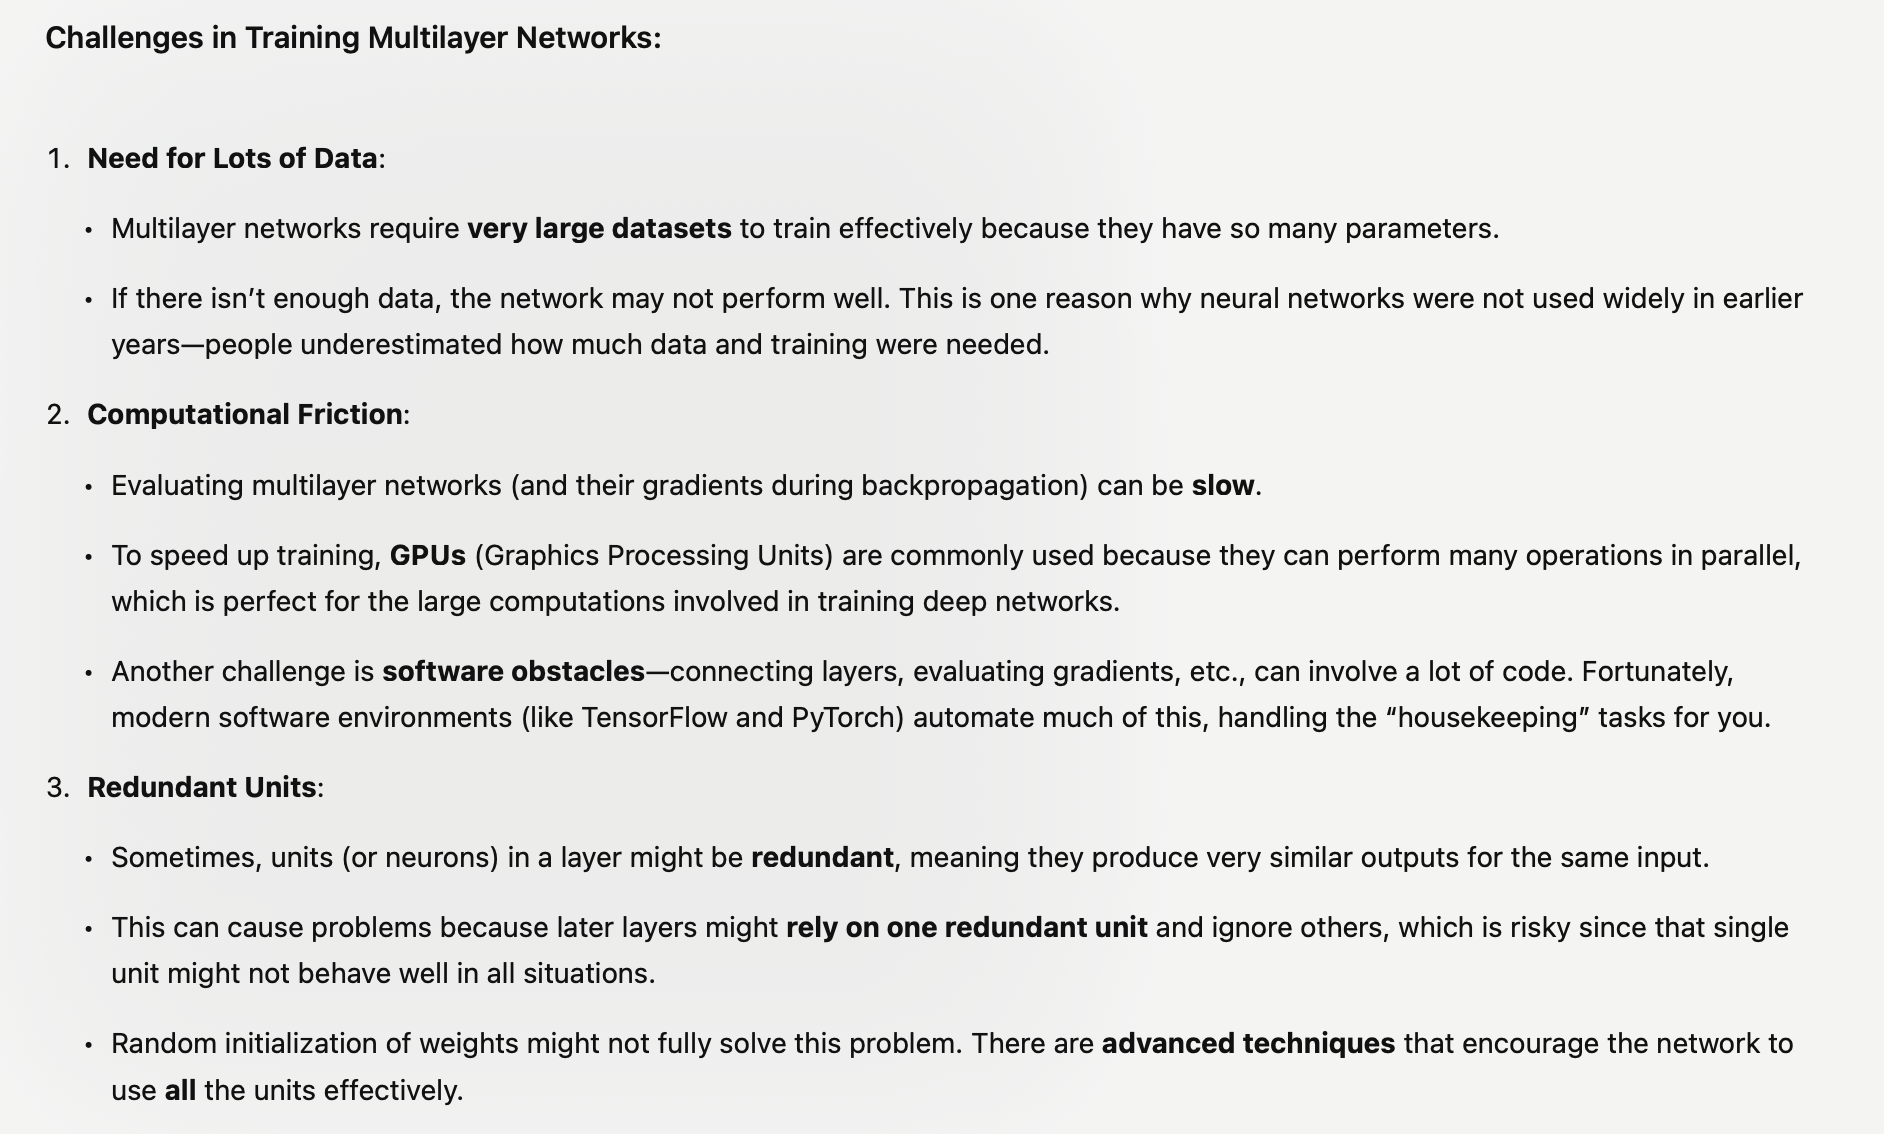 Challenges in Training Multilayer Networks:
1. Need for Lots of Data:
• Multilayer networks require very large datasets to train effectively because they have so many parameters.
• If there isn’t enough data, the network may not perform well. This is one reason why neural networks were not used widely in earlier
years—people underestimated how much data and training were needed.
2. Computational Friction:
• Evaluating multilayer networks (and their gradients during backpropagation) can be slow.
• To speed up training, GPUs (Graphics Processing Units) are commonly used because they can perform many operations in parallel,
which is perfect for the large computations involved in training deep networks.
• Another challenge is software obstacles—connecting layers, evaluating gradients, etc., can involve a lot of code. Fortunately,
modern software environments (like TensorFlow and PyTorch) automate much of this, handling the “housekeeping” tasks for you.
3. Redundant Units:
• Sometimes, units (or neurons) in a layer might be redundant, meaning they produce very similar outputs for the same input.
• This can cause problems because later layers might rely on one redundant unit and ignore others, which is risky since that single
unit might not behave well in all situations.
• Random initialization of weights might not fully solve this problem. There are advanced techniques that encourage the network to
use all the units effectively.